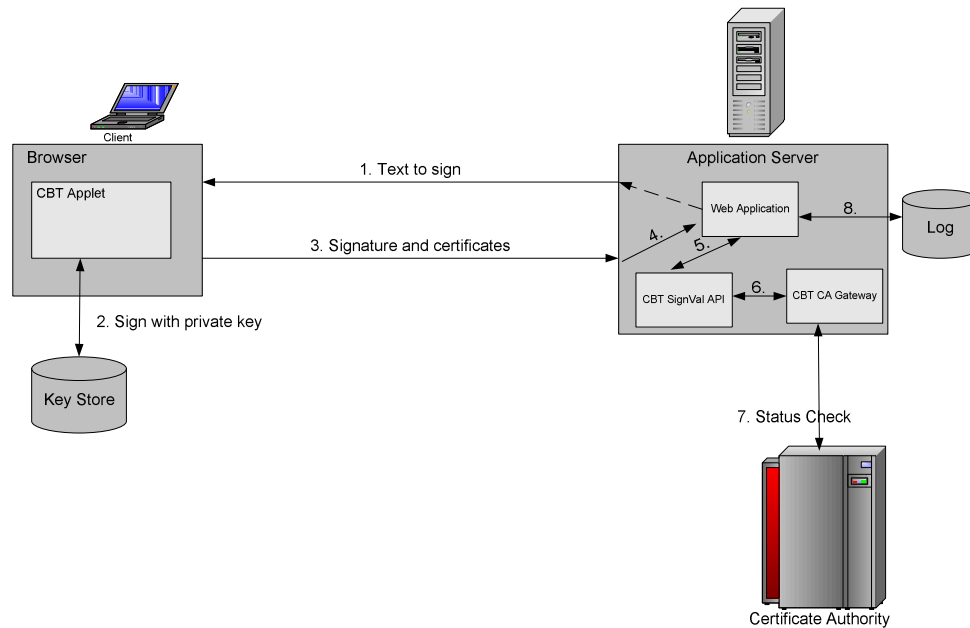 Client
Browser
CBT Applet
1. Text to sign
3. Signature and certificates
2. Sign with private key
Key Store
Application Server
Web Application
4.
5.
8.
Log
CBT SignVal API
6.
CBT CA Gateway
7. Status Check
Certificate Authority